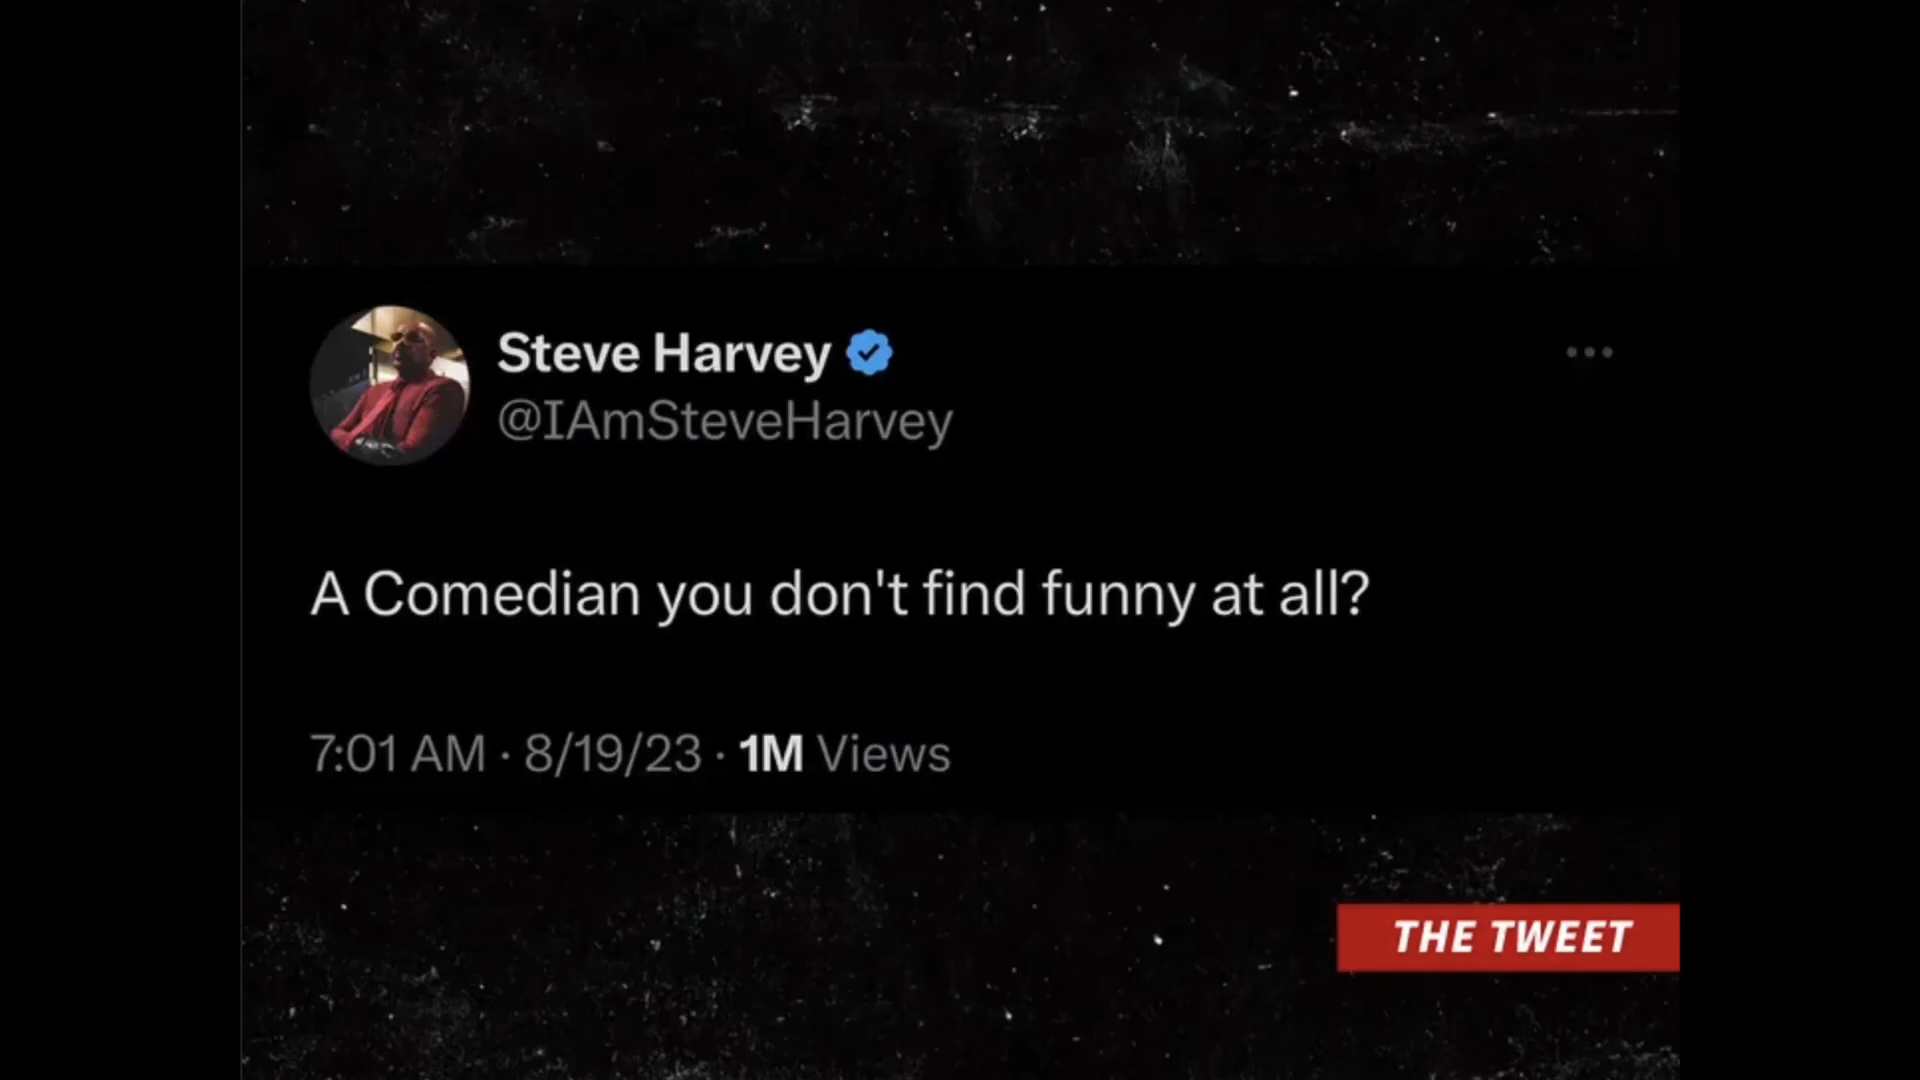 Steve Harvey
@IAmSteveHarvey
A Comedian you don't find funny at all?
7:01 AM · 8/19/23 · 1M Views
THE TWEET